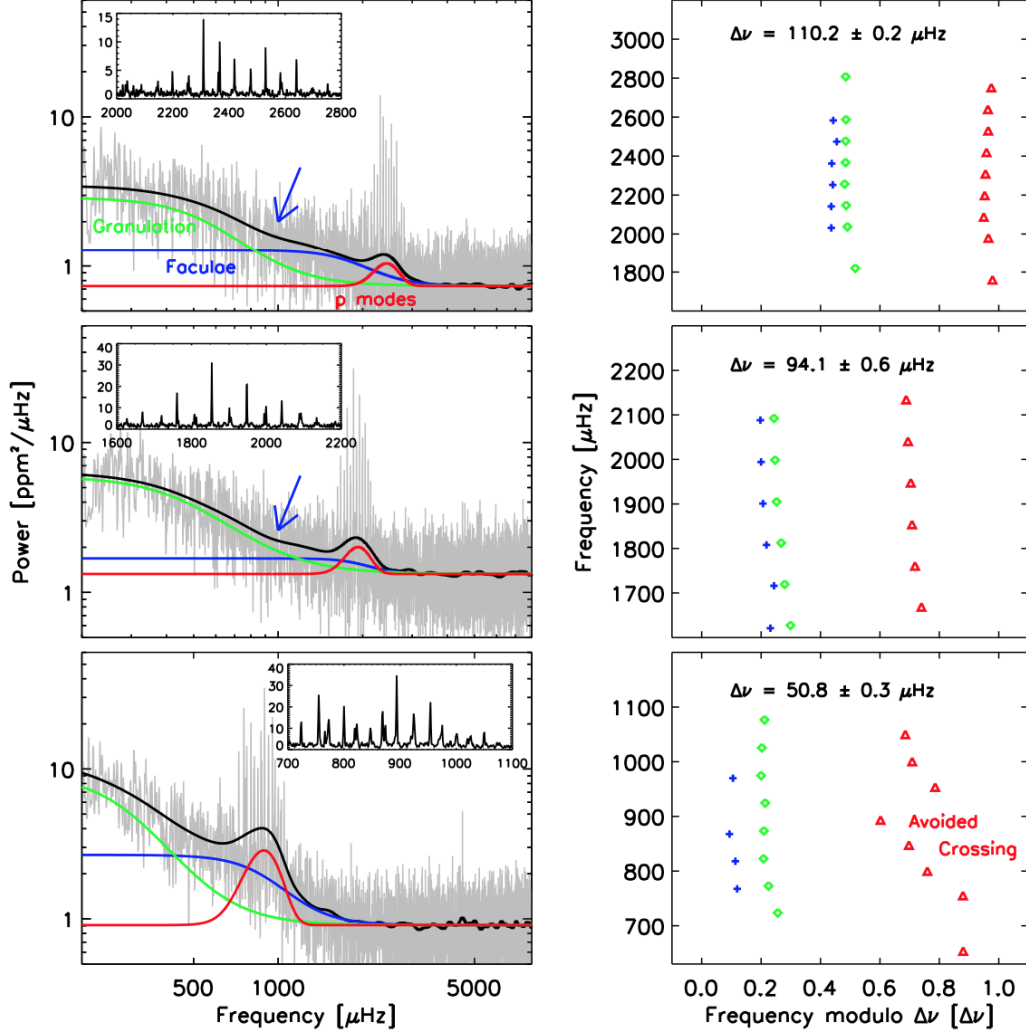 15
10
5
0
2000 2200 2400 2600 2800
10
1
Granulation
Faculae
p modes
Δν = 110.2 ± 0.2 μHz
3000
2800
2600
2400
2200
2000
1800
40
30
20
10
0
1600 1800 2000 2200
10
1
Power [ppm²/μHz]
Δν = 94.1 ± 0.6 μHz
2200
2100
2000
1900
1800
1700
Frequency [μHz]
40
30
20
10
0
700 800 900 1000 1100
10
1
500 1000 5000
Frequency [μHz]
Δν = 50.8 ± 0.3 μHz
1100
1000
900
800
700
Avoided
Crossing
0.0 0.2 0.4 0.6 0.8 1.0
Frequency modulo Δν [Δν]